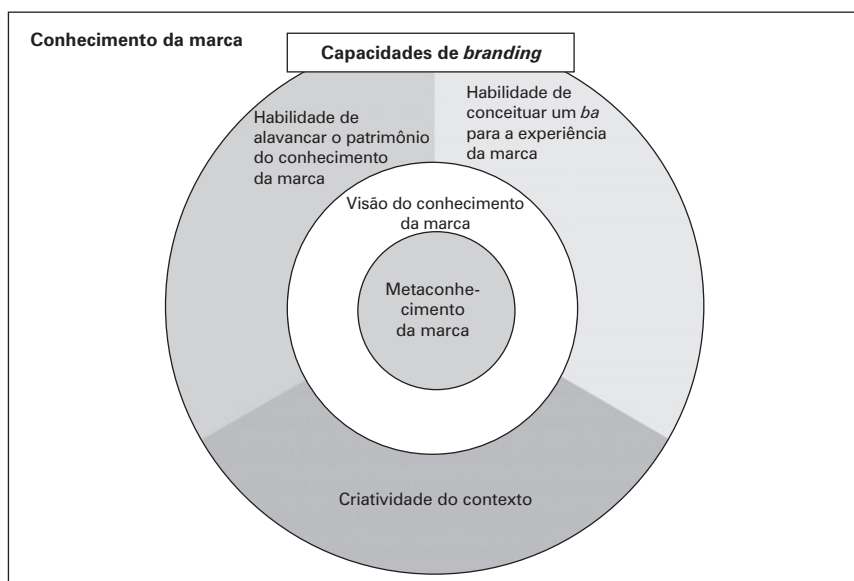 Conhecimento da marca
Capacidades de branding
Habilidade de
alavancar o patrimônio
do conhecimento
da marca
Habilidade de
conceituar um ba
para a experiência
da marca
Visão do conhecimento
da marca
Metaconhe-
cimento
da marca
Criatividade do contexto